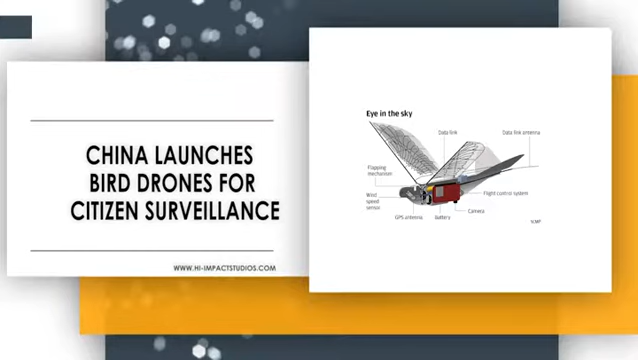 CHINA LAUNCHES
BIRD DRONES FOR
CITIZEN SURVEILLANCE
WWW.HI-IMPACTSTUDIOS.COM
Eye in the sky
Data link
Data link antenna
Flapping
mechanism
Wind
speed
sensor
GPS antenna
Battery
Camera
Flight control system
SCMP